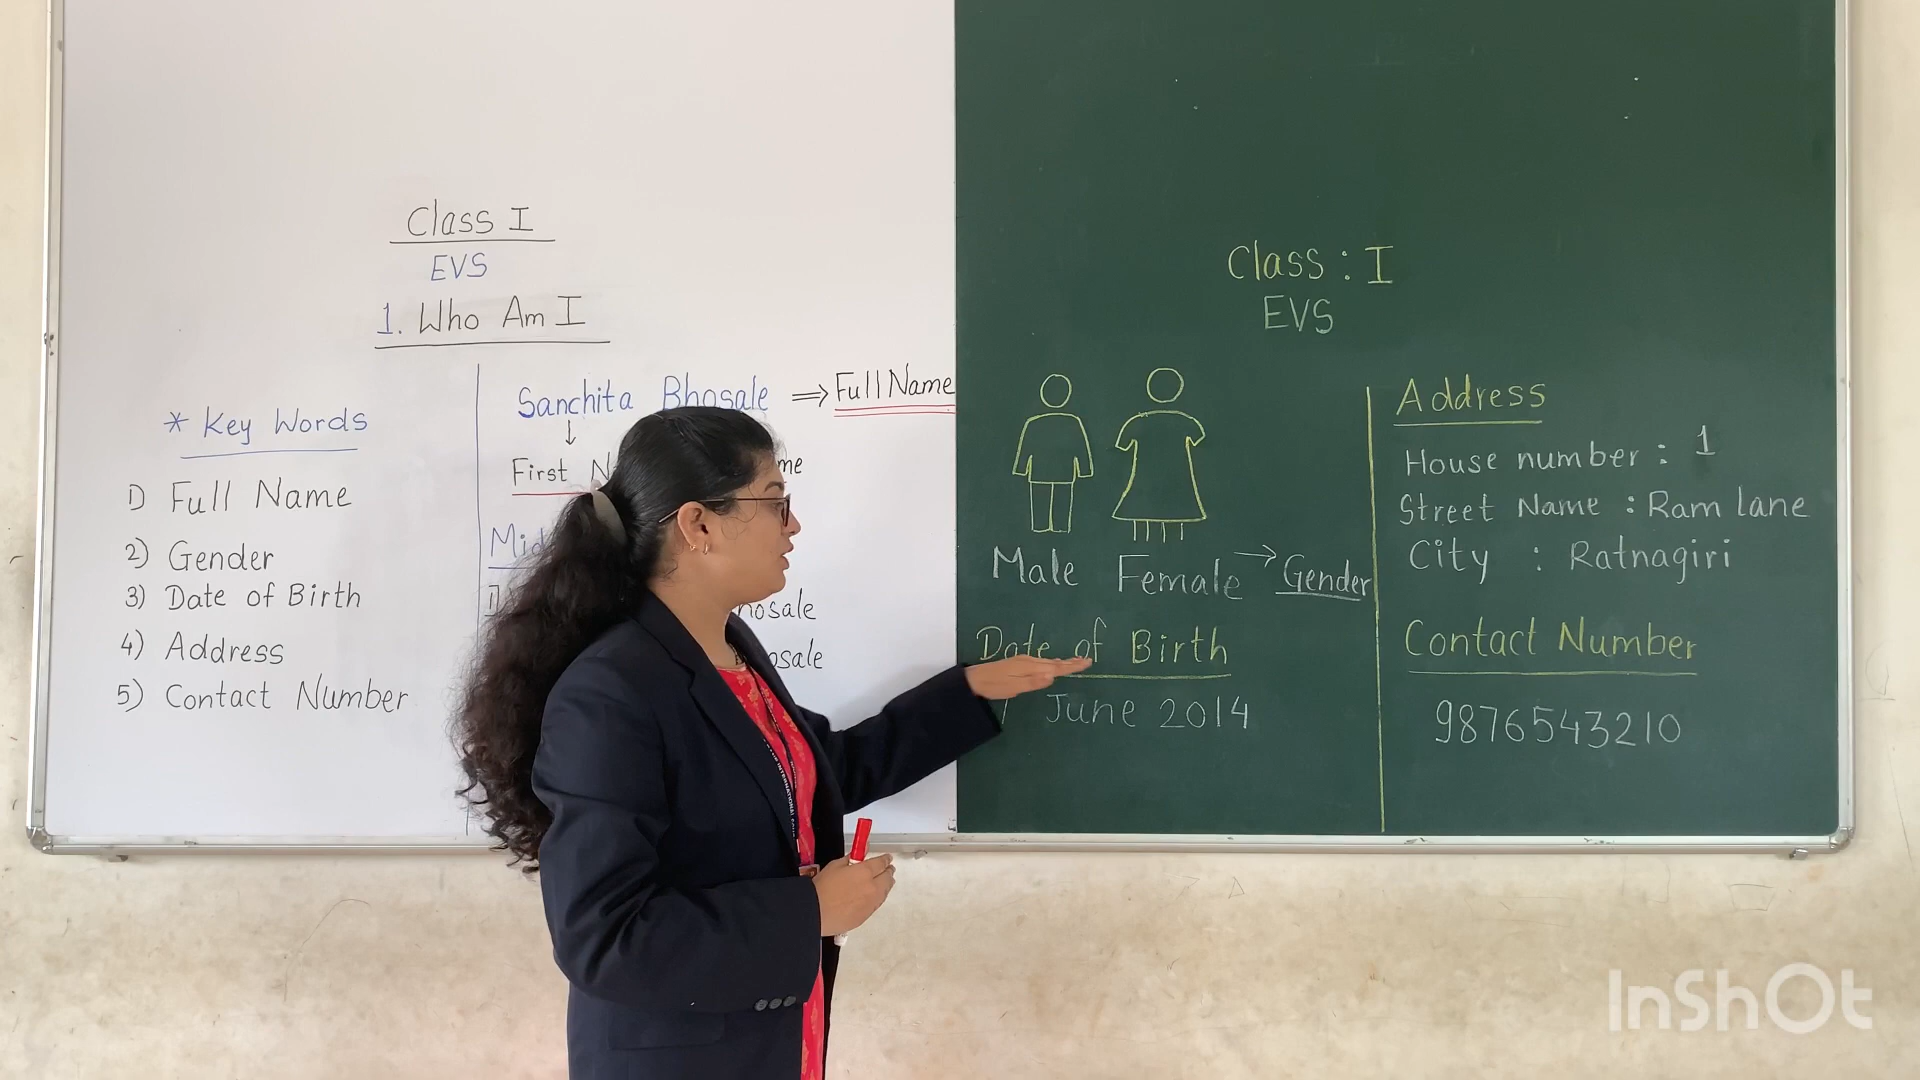 Class I
EVS
1. Who Am I
* Key Words
1) Full Name
2) Gender
3) Date of Birth
4) Address
5) Contact Number
Sanchita Bhosale ⇒ Full Name
↓
First
Class : I
EVS
Male Female → Gender
Date of Birth
June 2014
Address
House number : 1
Street Name : Ram lane
City : Ratnagiri
Contact Number
9876543210
InShOt